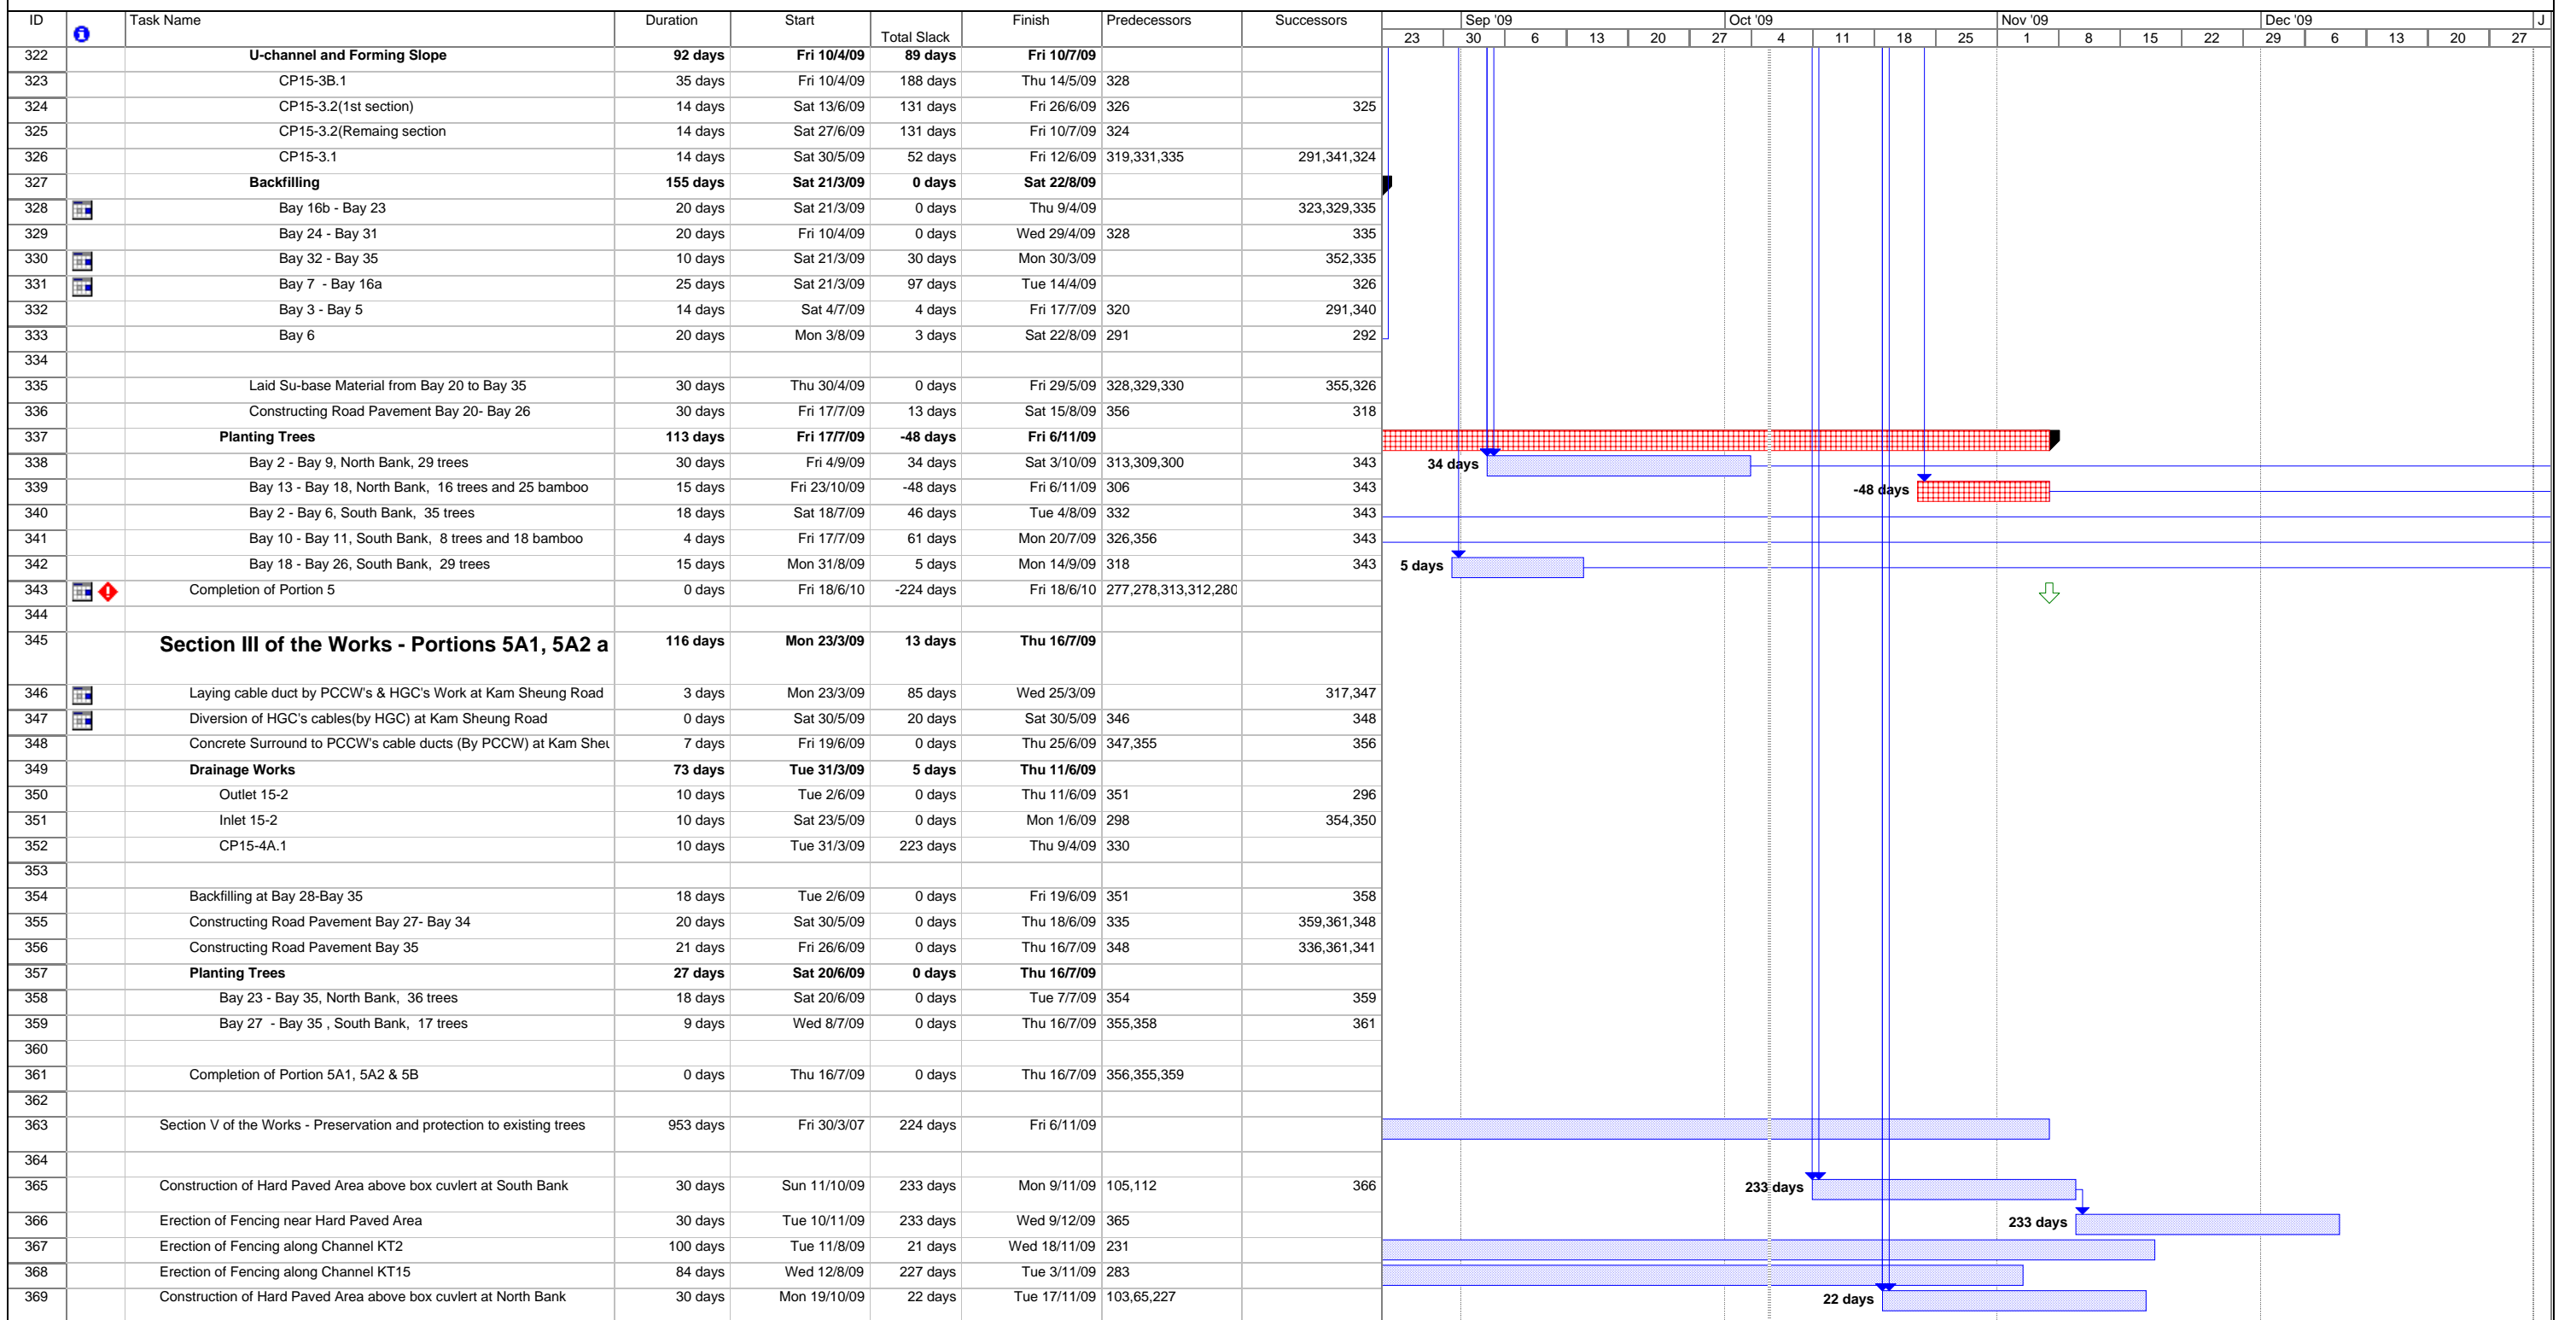 ID Task Name Duration Start Total Slack Finish Predecessors Successors Sep '09 Oct '09 Nov '09 Dec '09 J
23 30 6 13 20 27 4 11 18 25 1 8 15 22 29 6 13 20 27
322 U-channel and Forming Slope 92 days Fri 10/4/09 89 days Fri 10/7/09
323 CP15-3B.1 35 days Fri 10/4/09 188 days Thu 14/5/09 328
324 CP15-3.2(1st section) 14 days Sat 13/6/09 131 days Fri 26/6/09 326 325
325 CP15-3.2(Remaing section 14 days Sat 27/6/09 131 days Fri 10/7/09 324
326 CP15-3.1 14 days Sat 30/5/09 52 days Fri 12/6/09 319,331,335 291,341,324
327 Backfilling 155 days Sat 21/3/09 0 days Sat 22/8/09
328 Bay 16b - Bay 23 20 days Sat 21/3/09 0 days Thu 9/4/09 323,329,335
329 Bay 24 - Bay 31 20 days Fri 10/4/09 0 days Wed 29/4/09 328 335
330 Bay 32 - Bay 35 10 days Sat 21/3/09 30 days Mon 30/3/09 352,335
331 Bay 7 - Bay 16a 25 days Sat 21/3/09 97 days Tue 14/4/09 326
332 Bay 3 - Bay 5 14 days Sat 4/7/09 4 days Fri 17/7/09 320 291,340
333 Bay 6 20 days Mon 3/8/09 3 days Sat 22/8/09 291 292
334
335 Laid Su-base Material from Bay 20 to Bay 35 30 days Thu 30/4/09 0 days Fri 29/5/09 328,329,330 355,326
336 Constructing Road Pavement Bay 20- Bay 26 30 days Fri 17/7/09 13 days Sat 15/8/09 356 318
337 Planting Trees 113 days Fri 17/7/09 -48 days Fri 6/11/09
338 Bay 2 - Bay 9, North Bank, 29 trees 30 days Fri 4/9/09 34 days Sat 3/10/09 313,309,300 343 34 days
339 Bay 13 - Bay 18, North Bank, 16 trees and 25 bamboo 15 days Fri 23/10/09 -48 days Fri 6/11/09 306 343 -48 days
340 Bay 2 - Bay 6, South Bank, 35 trees 18 days Sat 18/7/09 46 days Tue 4/8/09 332 343
341 Bay 10 - Bay 11, South Bank, 8 trees and 18 bamboo 4 days Fri 17/7/09 61 days Mon 20/7/09 326,356 343
342 Bay 18 - Bay 26, South Bank, 29 trees 15 days Mon 31/8/09 5 days Mon 14/9/09 318 343 5 days
343 Completion of Portion 5 0 days Fri 18/6/10 -224 days Fri 18/6/10 277,278,313,312,280
344
345 Section III of the Works - Portions 5A1, 5A2 a 116 days Mon 23/3/09 13 days Thu 16/7/09
346 Laying cable duct by PCCW's & HGC's Work at Kam Sheung Road 3 days Mon 23/3/09 85 days Wed 25/3/09 317,347
347 Diversion of HGC's cables(by HGC) at Kam Sheung Road 0 days Sat 30/5/09 20 days Sat 30/5/09 346 348
348 Concrete Surround to PCCW's cable ducts (By PCCW) at Kam Sheu 7 days Fri 19/6/09 0 days Thu 25/6/09 347,355 356
349 Drainage Works 73 days Tue 31/3/09 5 days Thu 11/6/09
350 Outlet 15-2 10 days Tue 2/6/09 0 days Thu 11/6/09 351 296
351 Inlet 15-2 10 days Sat 23/5/09 0 days Mon 1/6/09 298 354,350
352 CP15-4A.1 10 days Tue 31/3/09 223 days Thu 9/4/09 330
353
354 Backfilling at Bay 28-Bay 35 18 days Tue 2/6/09 0 days Fri 19/6/09 351 358
355 Constructing Road Pavement Bay 27- Bay 34 20 days Sat 30/5/09 0 days Thu 18/6/09 335 359,361,348
356 Constructing Road Pavement Bay 35 21 days Fri 26/6/09 0 days Thu 16/7/09 348 336,361,341
357 Planting Trees 27 days Sat 20/6/09 0 days Thu 16/7/09
358 Bay 23 - Bay 35, North Bank, 36 trees 18 days Sat 20/6/09 0 days Tue 7/7/09 354 359
359 Bay 27 - Bay 35 , South Bank, 17 trees 9 days Wed 8/7/09 0 days Thu 16/7/09 355,358 361
360
361 Completion of Portion 5A1, 5A2 & 5B 0 days Thu 16/7/09 0 days Thu 16/7/09 356,355,359
362
363 Section V of the Works - Preservation and protection to existing trees 953 days Fri 30/3/07 224 days Fri 6/11/09
364
365 Construction of Hard Paved Area above box cuvlert at South Bank 30 days Sun 11/10/09 233 days Mon 9/11/09 105,112 366 233 days
366 Erection of Fencing near Hard Paved Area 30 days Tue 10/11/09 233 days Wed 9/12/09 365 233 days
367 Erection of Fencing along Channel KT2 100 days Tue 11/8/09 21 days Wed 18/11/09 231
368 Erection of Fencing along Channel KT15 84 days Wed 12/8/09 227 days Tue 3/11/09 283
369 Construction of Hard Paved Area above box cuvlert at North Bank 30 days Mon 19/10/09 22 days Tue 17/11/09 103,65,227 22 days